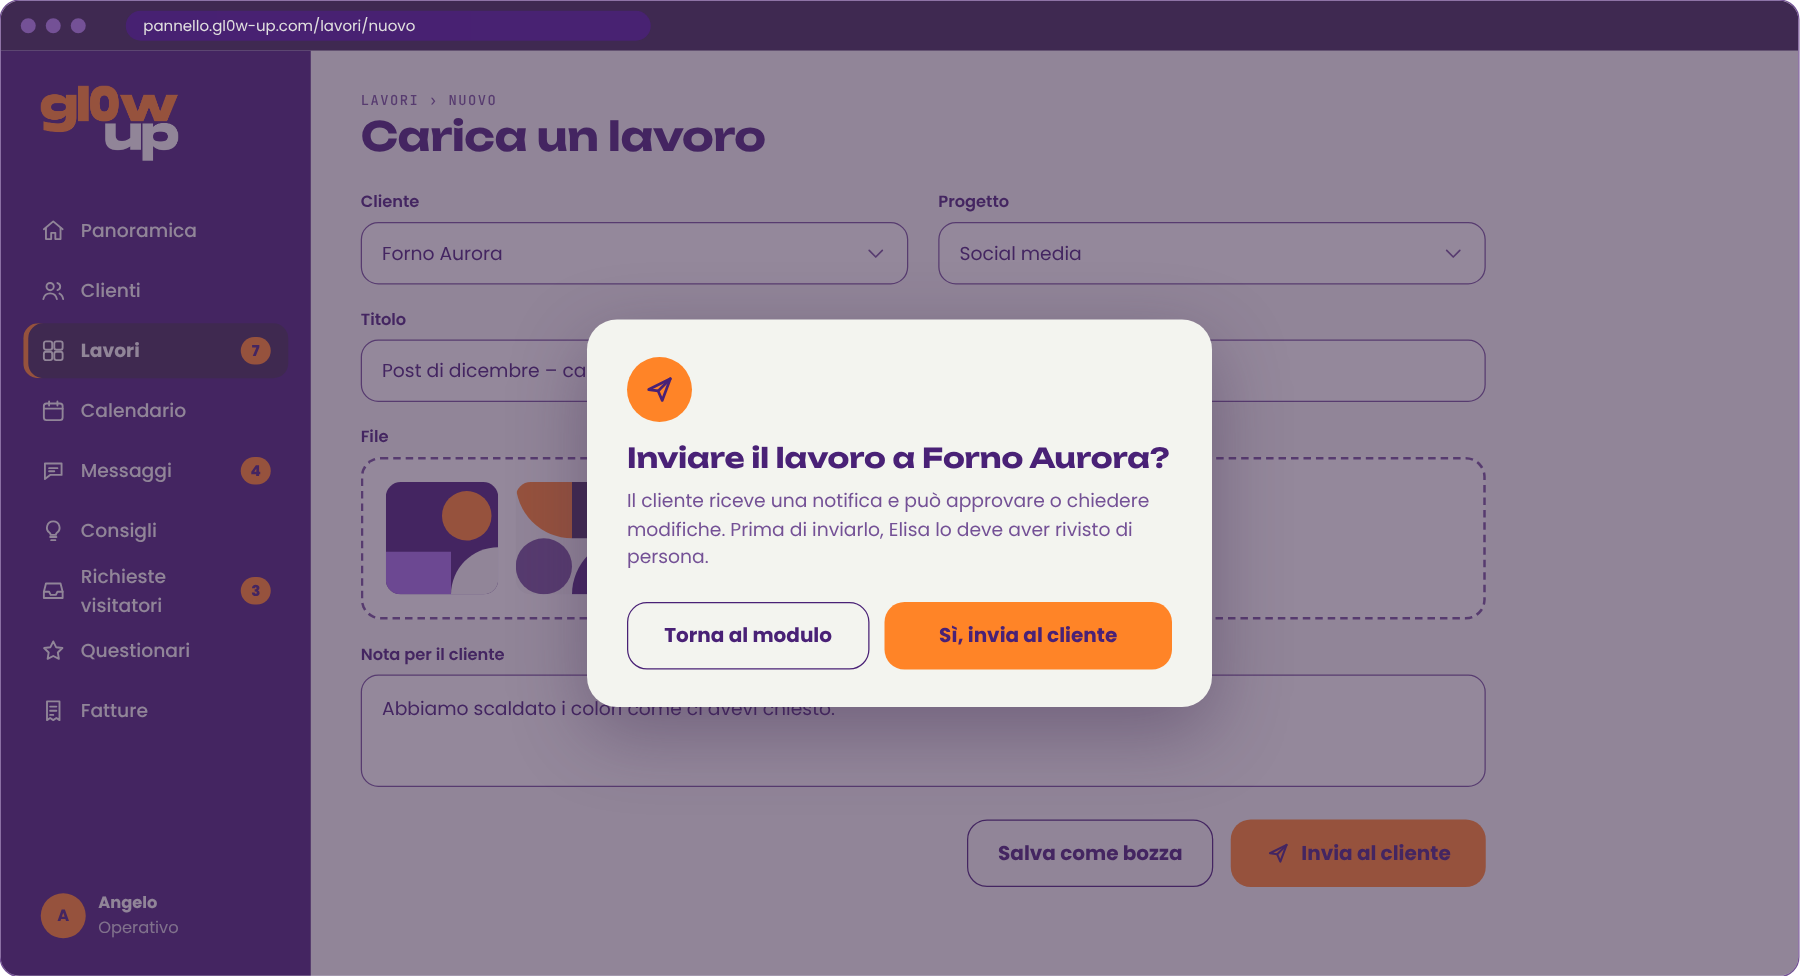 pannello.gl0w-up.com/lavori/nuovo
gl0w
up
Panoramica
Clienti
Lavori
7
Calendario
Messaggi
4
Consigli
Richieste
visitatori
3
Questionari
Fatture
A
Angelo
Operativo
LAVORI › NUOVO
Carica un lavoro
Cliente
Forno Aurora
Progetto
Social media
Titolo
Post di dicembre – ca
File
Inviare il lavoro a Forno Aurora?
Il cliente riceve una notifica e può approvare o chiedere
modifiche. Prima di inviarlo, Elisa lo deve aver rivisto di
persona.
Torna al modulo
Sì, invia al cliente
Nota per il cliente
Abbiamo scaldato i colori come ci avevi chiesto.
Salva come bozza
Invia al cliente